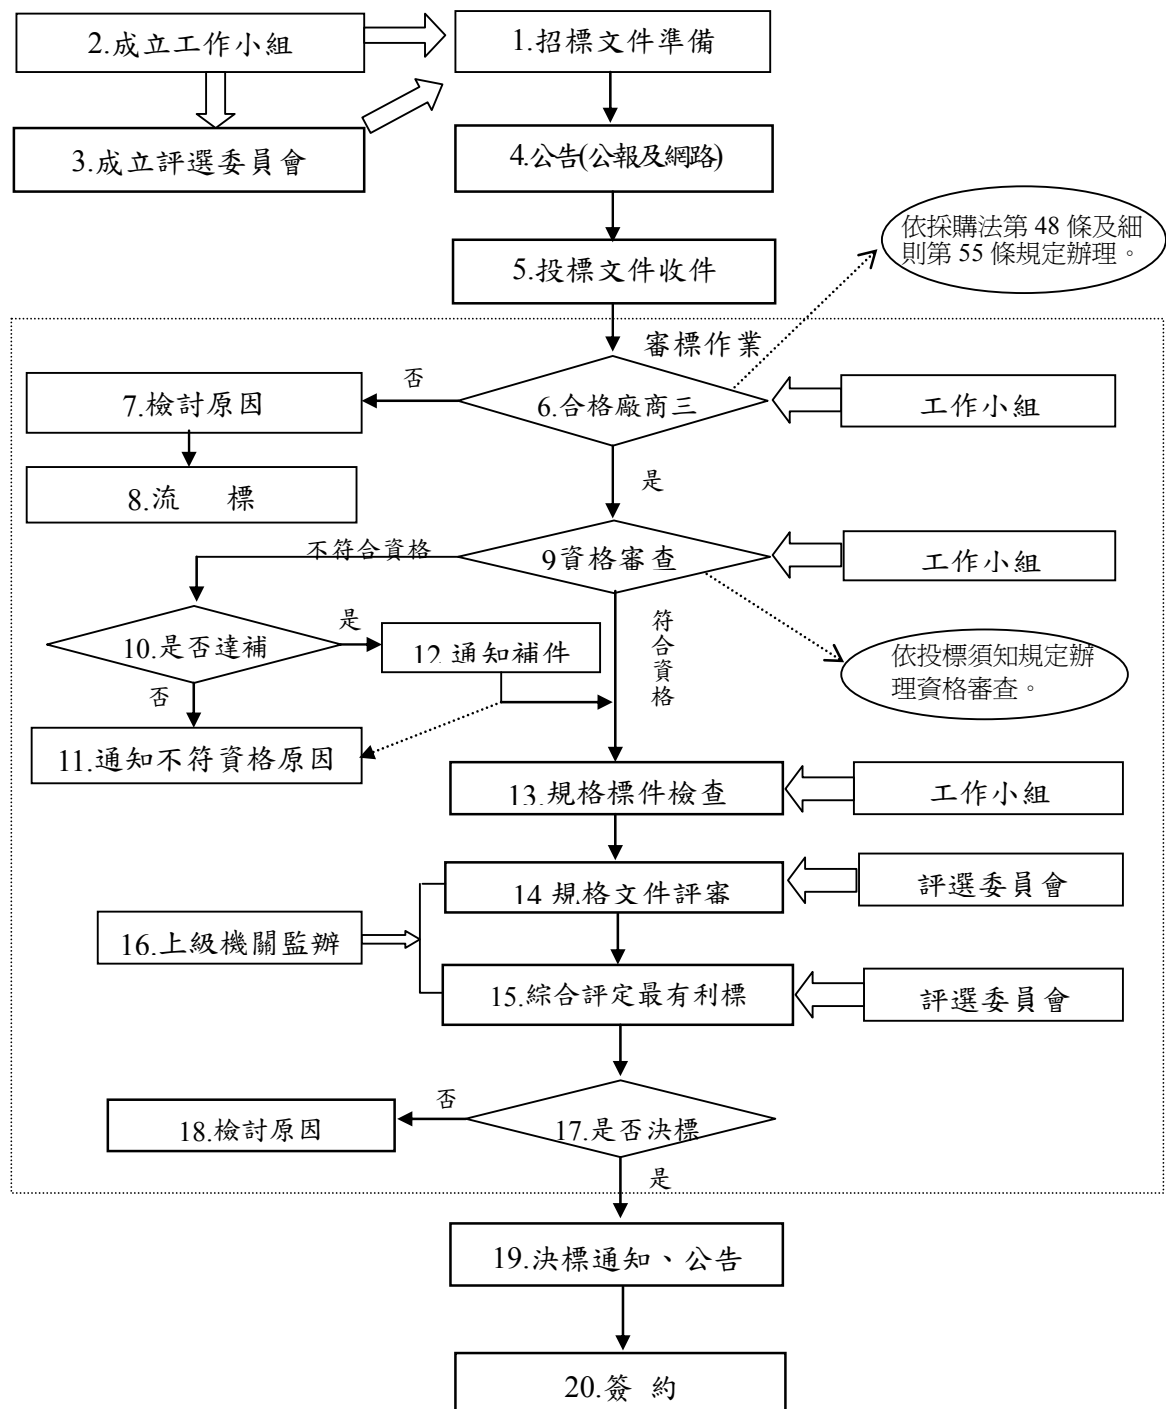 2.成立工作小組
1.招標文件準備
3.成立評選委員會
4.公告(公報及網路)
依採購法第 48 條及細
則第 55 條規定辦理。
5.投標文件收件
審標作業
否
7.檢討原因
6.合格廠商三
工作小組
8.流 標
是
不符合資格
9資格審查
工作小組
10.是否達補
是
12.通知補件
符合資格
依投標須知規定辦
理資格審查。
否
11.通知不符資格原因
13.規格標件檢查
工作小組
14.規格文件評審
評選委員會
16.上級機關監辦
15.綜合評定最有利標
評選委員會
否
18.檢討原因
17.是否決標
是
19.決標通知、公告
20.簽 約